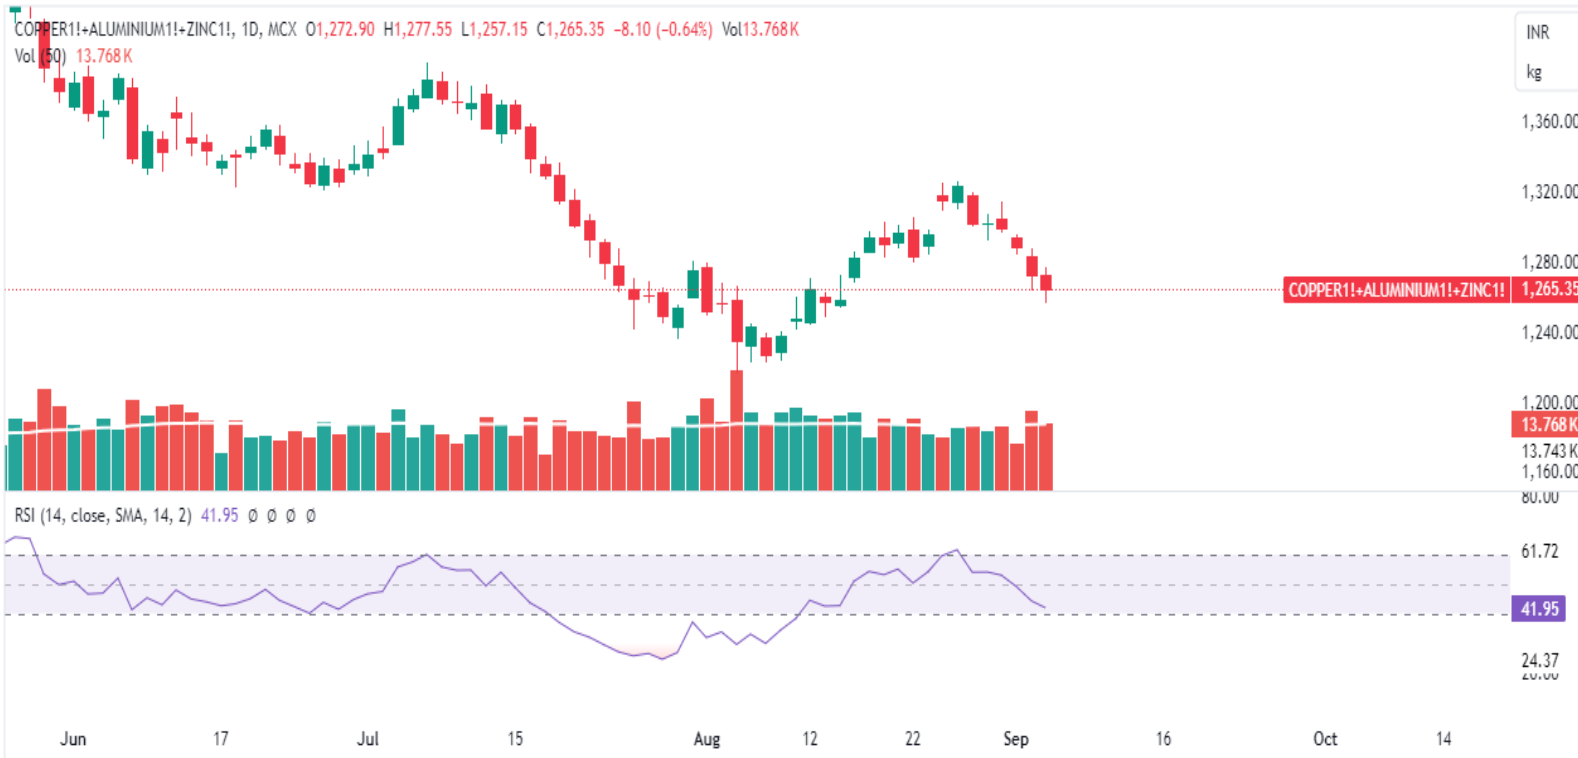 COPPER1!+ALUMINIUM1!+ZINC1!, 1D, MCX O1,272.90 H1,277.55 L1,257.15 C1,265.35 −8.10 (−0.64%) Vol13.768K
Vol (50) 13.768K
INR
kg
1,360.00
1,320.00
1,280.00
COPPER1!+ALUMINIUM1!+ZINC1! 1,265.35
1,240.00
1,200.00
13.768K
13.743K
1,160.00
80.00
RSI (14, close, SMA, 14, 2) 41.95 Ø Ø Ø Ø
61.72
41.95
24.37
20.00
Jun 17 Jul 15 Aug 12 22 Sep 16 Oct 14